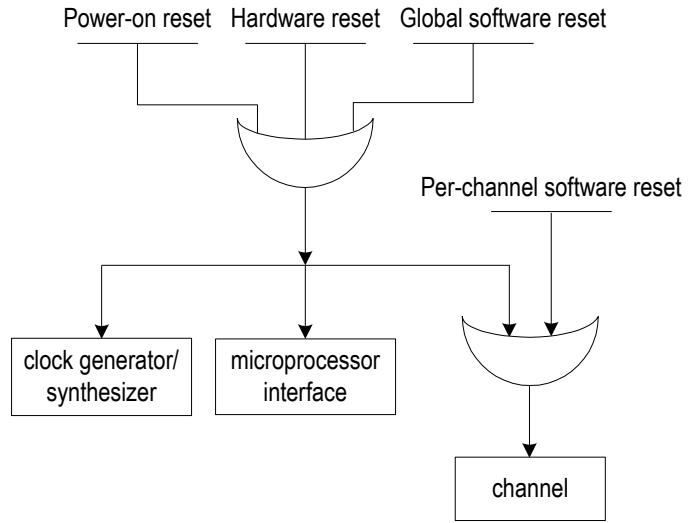 Power-on reset
Hardware reset
Global software reset
Per-channel software reset
clock generator/
synthesizer
microprocessor
interface
channel